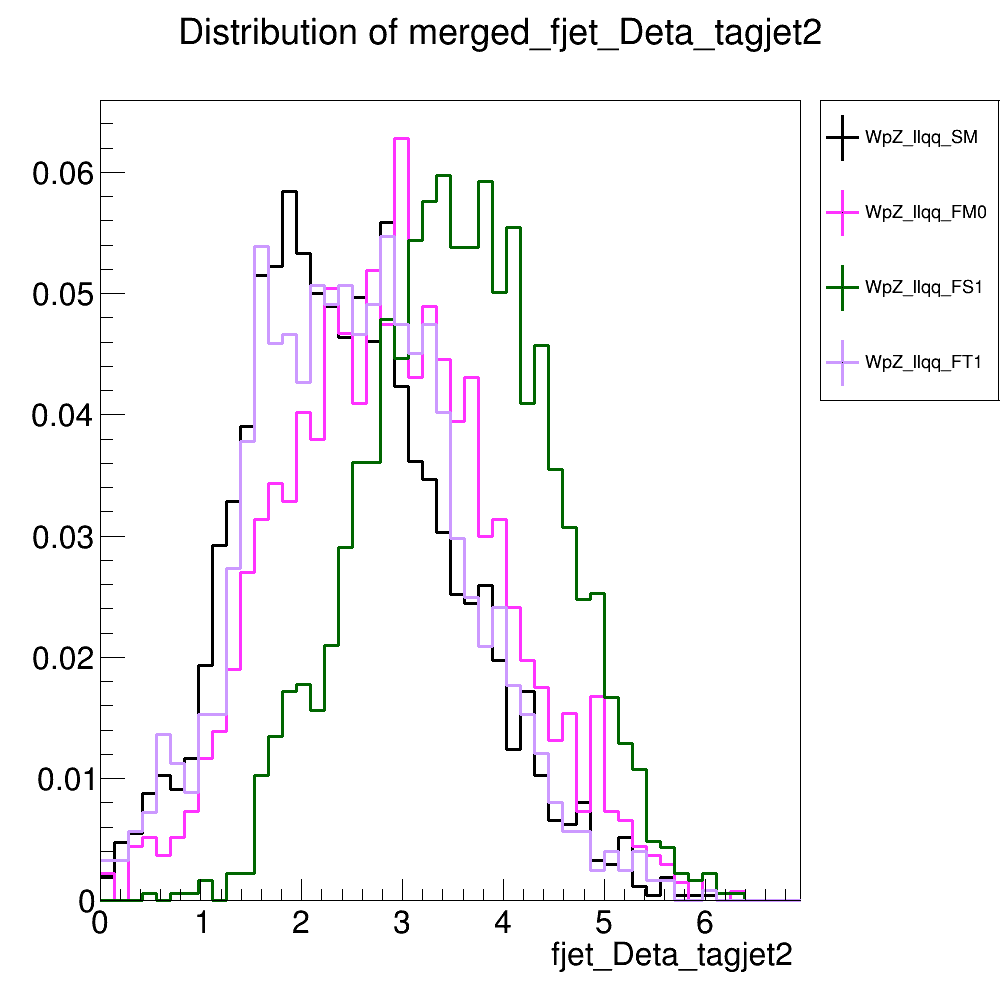 Distribution of merged_fjet_Deta_tagjet2
WpZ_llqq_SM
WpZ_llqq_FM0
WpZ_llqq_FS1
WpZ_llqq_FT1
0.06
0.05
0.04
0.03
0.02
0.01
0
0 1 2 3 4 5 6
fjet_Deta_tagjet2